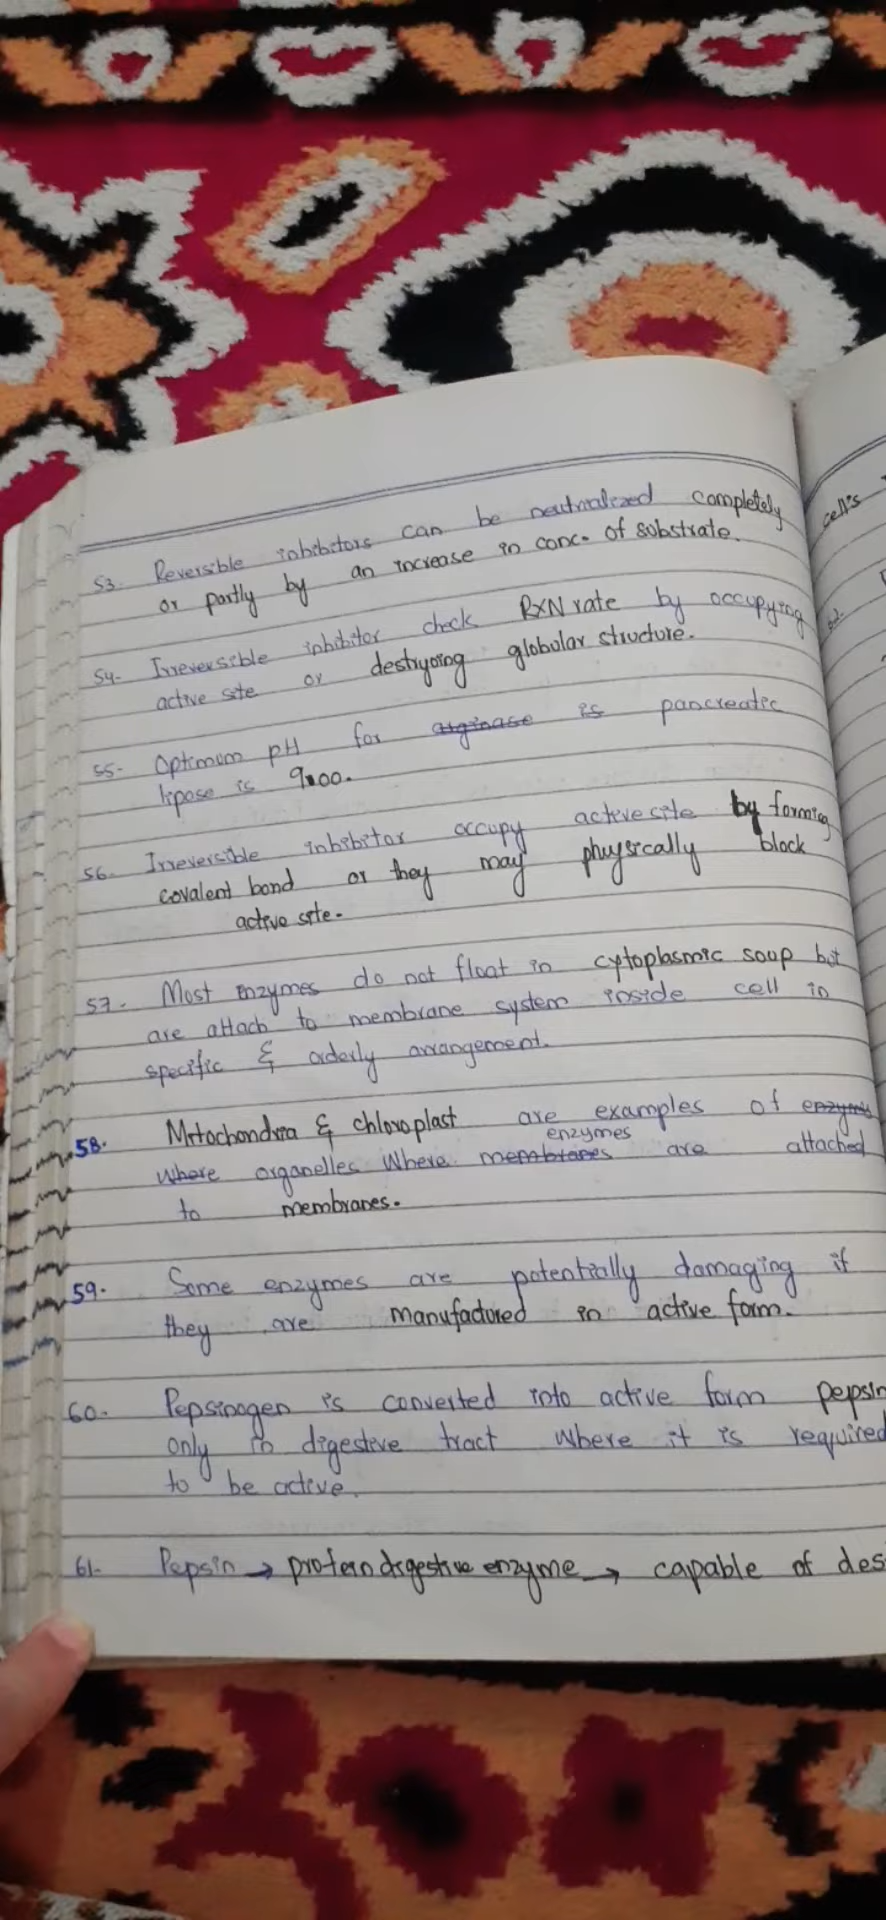 cell's
53. Reversible inhibitors can be neutralized completely
or partly by an increase in conc. of substrate.
54- Irreversible inhibitor check RXN rate by occupying
active site or destryoing globular structure.
55- Optimum pH for arginase is pancreatic
lipase is 9.00.
56. Irreversible inhibitor occupy active site by forming
covalent bond or they may physically block
active site.
57. Most enzymes do not float in cytoplasmic soup but
are attach to membrane system inside cell in
specific & orderly arrangement.
58. Mitochondria & chloroplast are examples of enzymes
enzymes
where organelles where membranes are attached
to membranes.
59. Some enzymes are potentially damaging if
they are manufactured in active form.
60. Pepsinogen is converted into active form pepsin
only in digestive tract where it is required
to be active.
61- Pepsin → protein digestive enzyme → capable of des